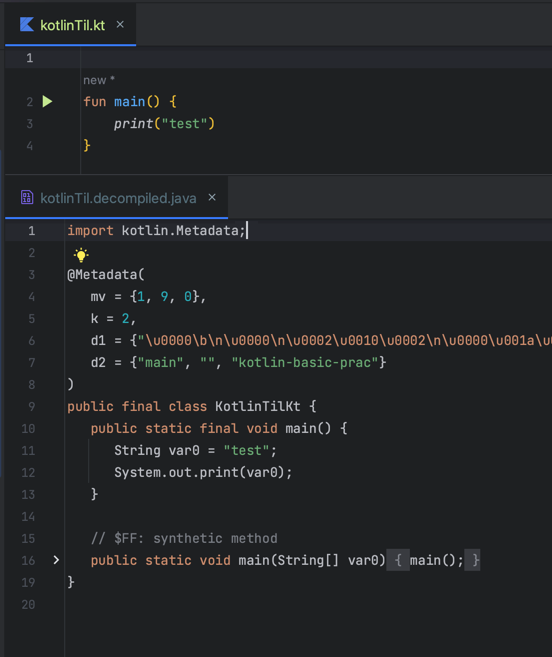 kotlinTil.kt ×
1
new *
2 fun main() {
3 print("test")
4 }
kotlinTil.decompiled.java ×
1 import kotlin.Metadata;
2
3 @Metadata(
4 mv = {1, 9, 0},
5 k = 2,
6 d1 = {"\u0000\b\n\u0000\n\u0002\u0010\u0002\n\u0000\u001a\u
7 d2 = {"main", "", "kotlin-basic-prac"}
8 )
9 public final class KotlinTilKt {
10 public static final void main() {
11 String var0 = "test";
12 System.out.print(var0);
13 }
14
15 // $FF: synthetic method
16 public static void main(String[] var0) { main(); }
19 }
20